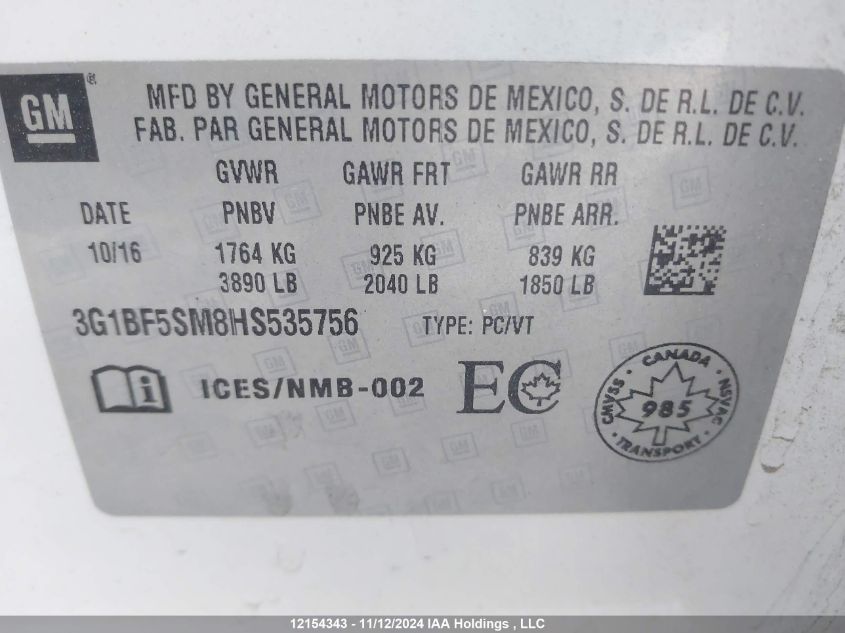 GM®
MFD BY GENERAL MOTORS DE MEXICO, S. DE R.L. DE C.V.
FAB. PAR GENERAL MOTORS DE MEXICO, S. DE R.L. DE C.V.
GVWR GAWR FRT GAWR RR
DATE PNBV PNBE AV. PNBE ARR.
10/16 1764 KG 925 KG 839 KG
3890 LB 2040 LB 1850 LB
3G1BF5SM8HS535756 TYPE: PC/VT
i ICES/NMB-002 EC
CANADA
CMVSS 985 NSVAC
TRANSPORT
12154343 - 11/12/2024 IAA Holdings , LLC